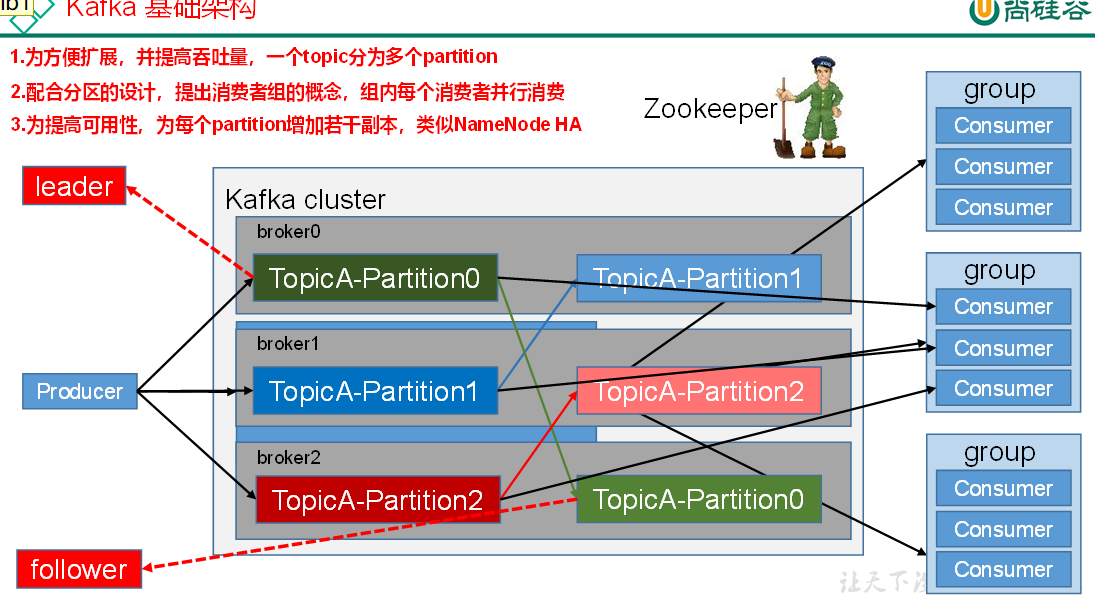 Kafka 基础架构
尚硅谷
1.为方便扩展，并提高吞吐量，一个topic分为多个partition
2.配合分区的设计，提出消费者组的概念，组内每个消费者并行消费
3.为提高可用性，为每个partition增加若干副本，类似NameNode HA
Zookeeper
leader
Kafka cluster
broker0
TopicA-Partition0
TopicA-Partition1
broker1
Producer
TopicA-Partition1
TopicA-Partition2
broker2
TopicA-Partition2
TopicA-Partition0
follower
group
Consumer
Consumer
Consumer
group
Consumer
Consumer
Consumer
group
Consumer
Consumer
Consumer
让天下